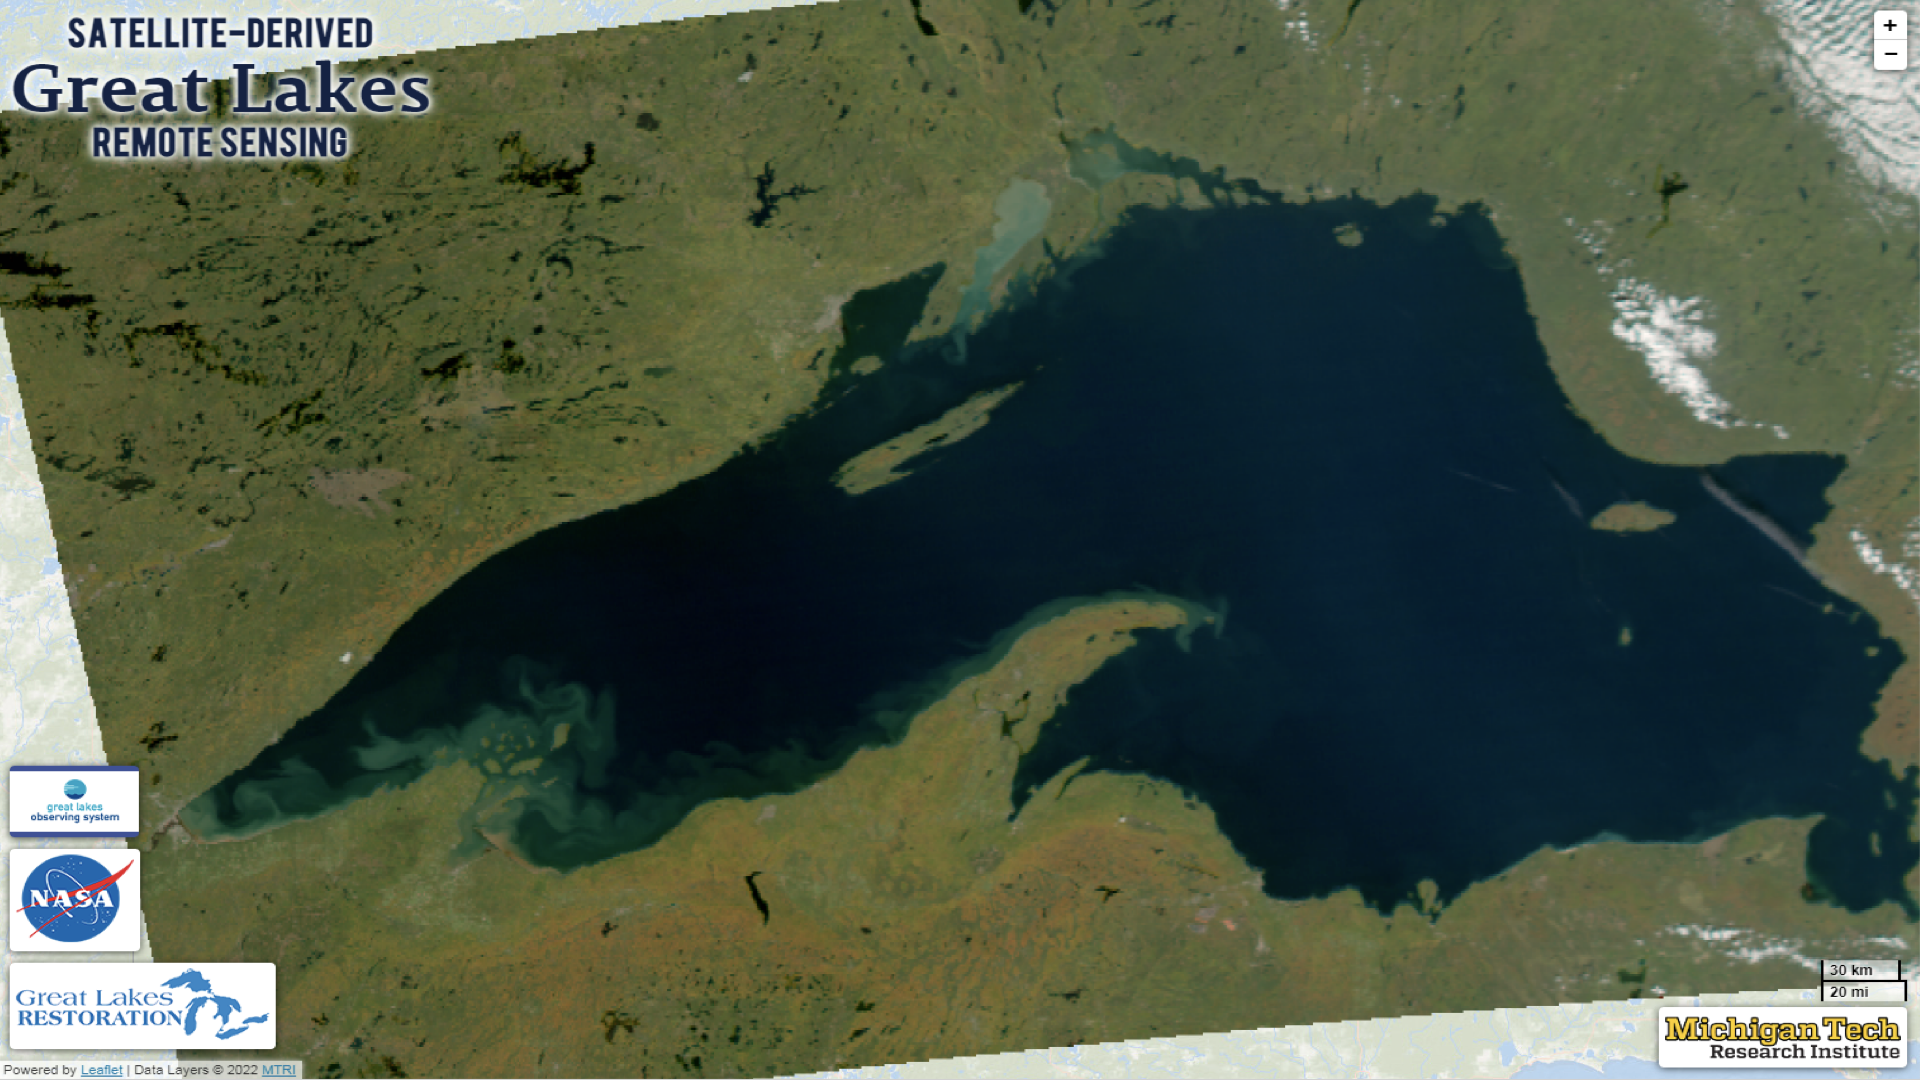 SATELLITE-DERIVED
Great Lakes
REMOTE SENSING
+
−
great lakes
observing system
NASA
Great Lakes
RESTORATION
30 km
20 mi
Michigan Tech
Research Institute
Powered by Leaflet | Data Layers © 2022 MTRI